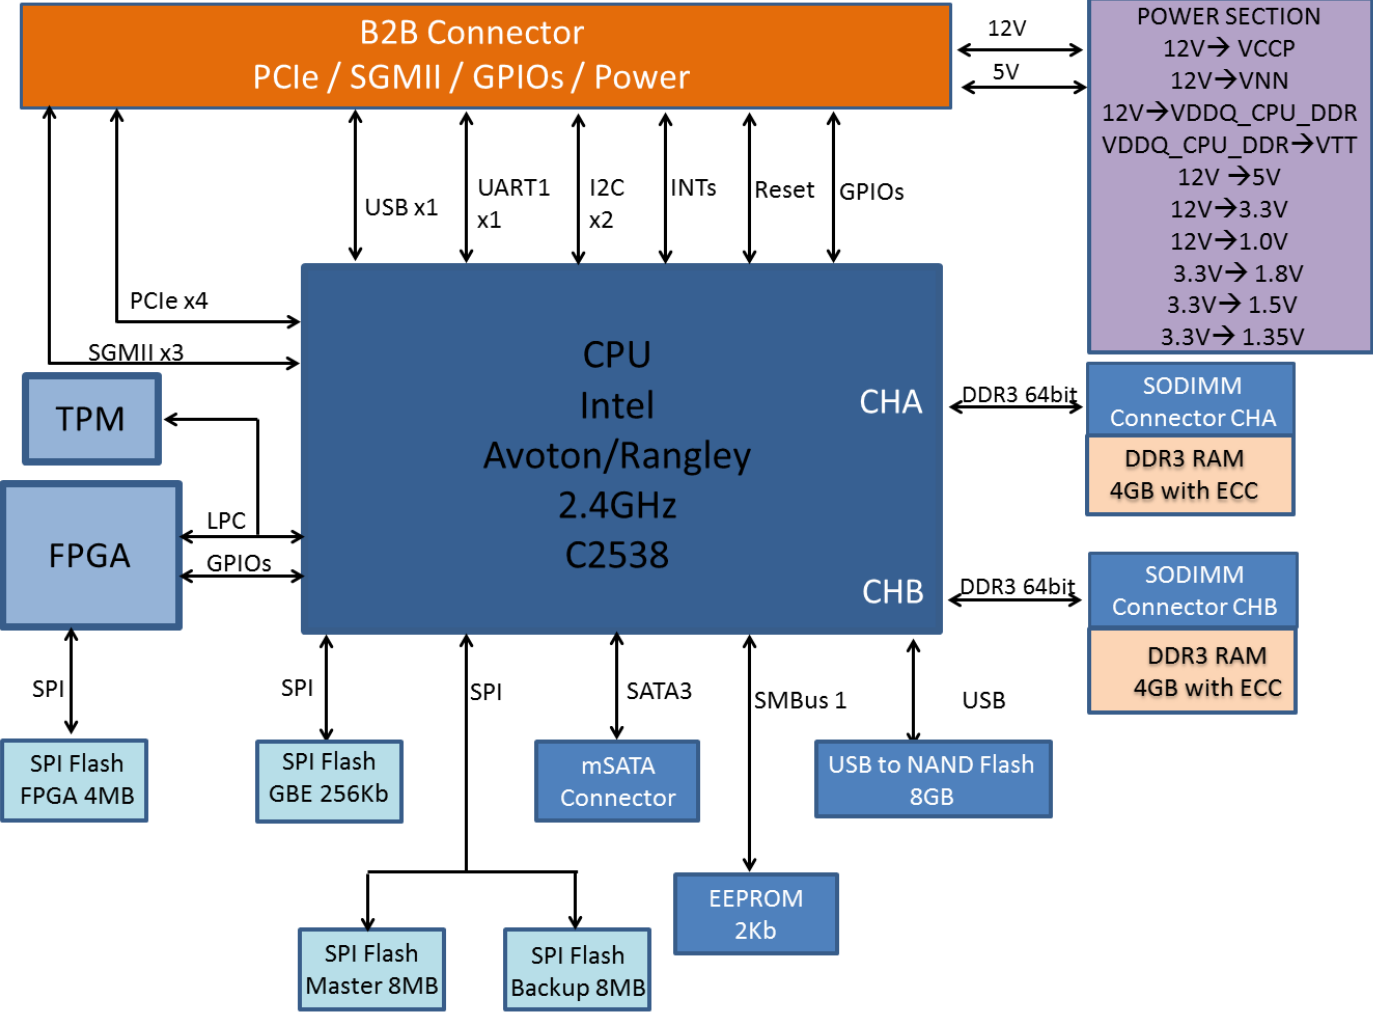 B2B Connector
PCIe / SGMII / GPIOs / Power
12V
5V
POWER SECTION
12V→ VCCP
12V→VNN
12V→VDDQ_CPU_DDR
VDDQ_CPU_DDR→VTT
12V →5V
12V→3.3V
12V→1.0V
3.3V→ 1.8V
3.3V→ 1.5V
3.3V→ 1.35V
USB x1
UART1
x1
I2C
x2
INTs
Reset
GPIOs
PCIe x4
SGMII x3
TPM
FPGA
LPC
GPIOs
CPU
Intel
Avoton/Rangley
2.4GHz
C2538
CHA
CHB
DDR3 64bit
SODIMM
Connector CHA
DDR3 RAM
4GB with ECC
DDR3 64bit
SODIMM
Connector CHB
DDR3 RAM
4GB with ECC
SPI
SPI
SPI
SATA3
SMBus 1
USB
SPI Flash
FPGA 4MB
SPI Flash
GBE 256Kb
mSATA
Connector
USB to NAND Flash
8GB
EEPROM
2Kb
SPI Flash
Master 8MB
SPI Flash
Backup 8MB